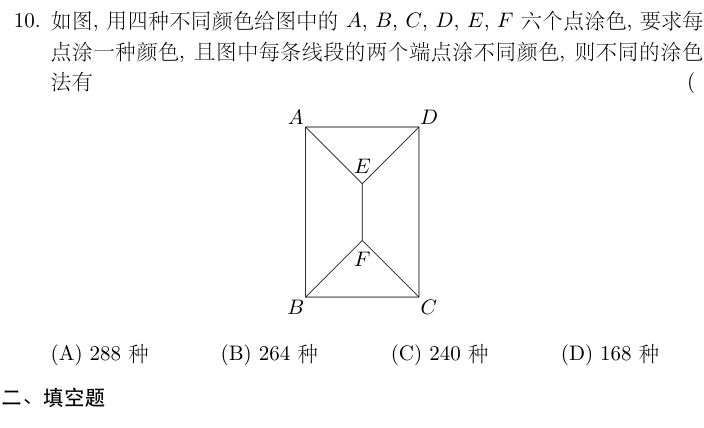 10. 如图, 用四种不同颜色给图中的 A, B, C, D, E, F 六个点涂色, 要求每
点涂一种颜色, 且图中每条线段的两个端点涂不同颜色, 则不同的涂色
法有 (
A D
E
F
B C
(A) 288 种 (B) 264 种 (C) 240 种 (D) 168 种
二、填空题